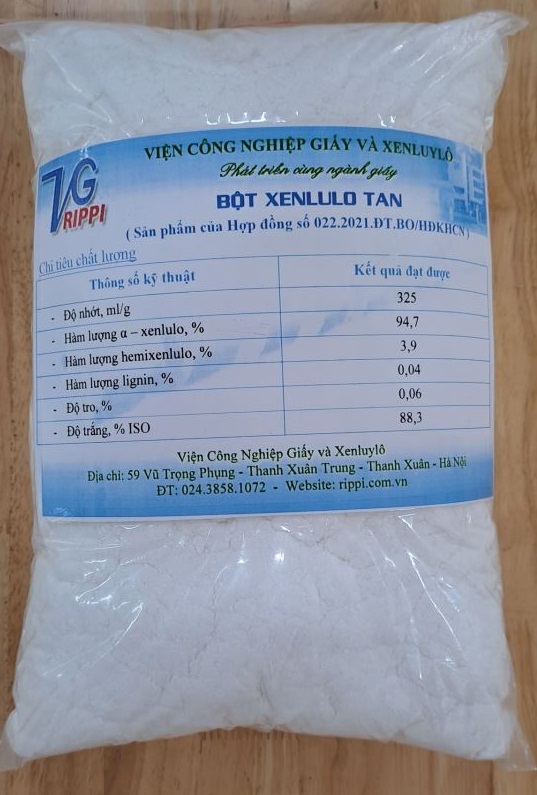 VIỆN CÔNG NGHIỆP GIẤY VÀ XENLUYLÔ
Phát triển cùng ngành giấy
VG
RIPPI
BỘT XENLULO TAN
( Sản phẩm của Hợp đồng số 022.2021.ĐT.BO/HĐKHCN )
Chỉ tiêu chất lượng
Thông số kỹ thuật Kết quả đạt được
- Độ nhớt, ml/g 325
- Hàm lượng α – xenlulo, % 94,7
- Hàm lượng hemixenlulo, % 3,9
- Hàm lượng lignin, % 0,04
- Độ tro, % 0,06
- Độ trắng, % ISO 88,3
Viện Công Nghiệp Giấy và Xenluylô
Địa chỉ: 59 Vũ Trọng Phụng - Thanh Xuân Trung - Thanh Xuân - Hà Nội
ĐT: 024.3858.1072 - Website: rippi.com.vn